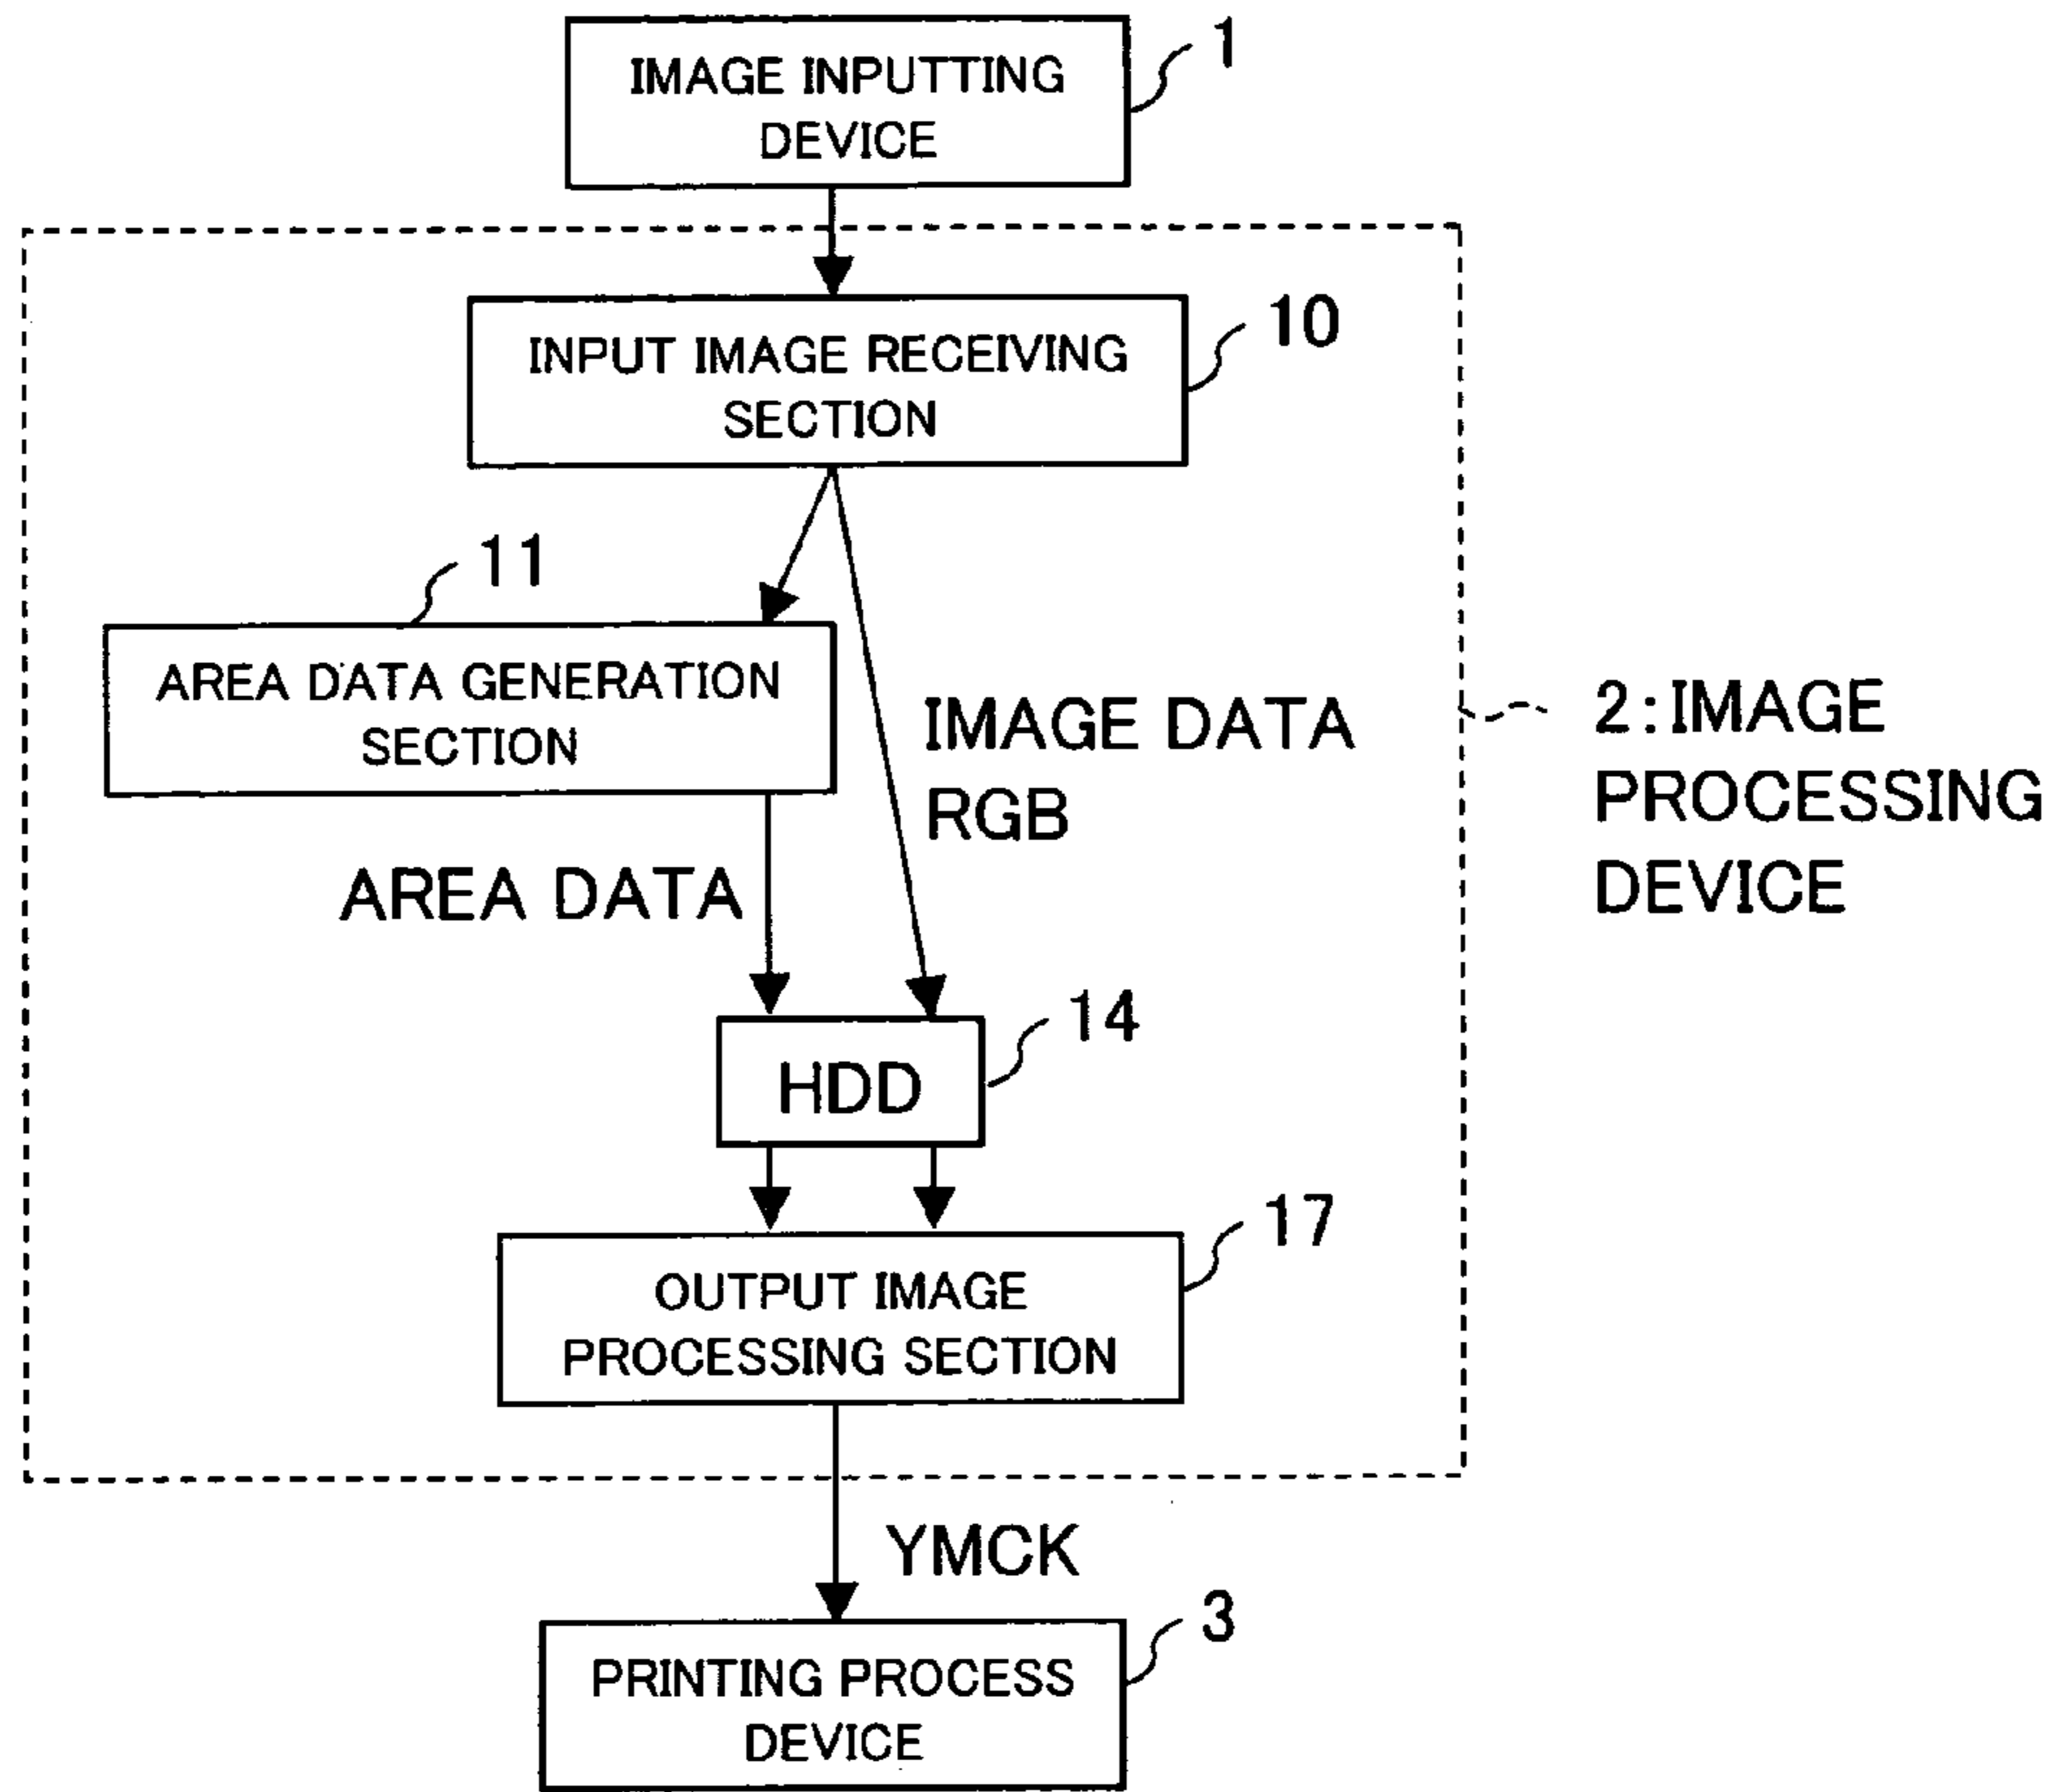 1
IMAGE INPUTTING
DEVICE
10
INPUT IMAGE RECEIVING
SECTION
11
AREA DATA GENERATION
SECTION
IMAGE DATA
RGB
2:IMAGE
PROCESSING
DEVICE
AREA DATA
14
HDD
17
OUTPUT IMAGE
PROCESSING SECTION
YMCK
3
PRINTING PROCESS
DEVICE